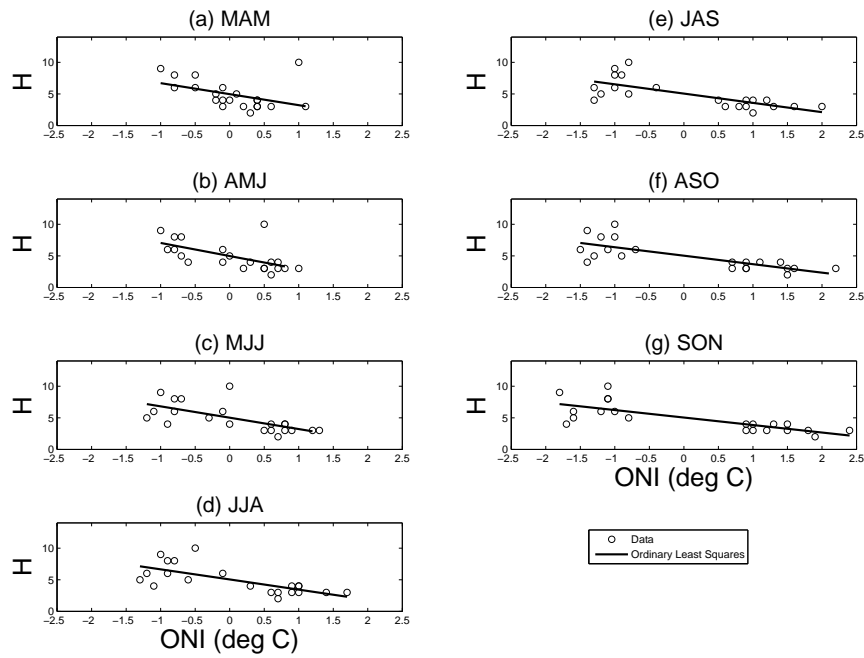 (a) MAM
H
10
5
0
−2.5 −2 −1.5 −1 −0.5 0 0.5 1 1.5 2 2.5
(b) AMJ
H
10
5
0
−2.5 −2 −1.5 −1 −0.5 0 0.5 1 1.5 2 2.5
(c) MJJ
H
10
5
0
−2.5 −2 −1.5 −1 −0.5 0 0.5 1 1.5 2 2.5
(d) JJA
H
10
5
0
−2.5 −2 −1.5 −1 −0.5 0 0.5 1 1.5 2 2.5
ONI (deg C)
(e) JAS
H
10
5
0
−2.5 −2 −1.5 −1 −0.5 0 0.5 1 1.5 2 2.5
(f) ASO
H
10
5
0
−2.5 −2 −1.5 −1 −0.5 0 0.5 1 1.5 2 2.5
(g) SON
H
10
5
0
−2.5 −2 −1.5 −1 −0.5 0 0.5 1 1.5 2 2.5
ONI (deg C)
Data
Ordinary Least Squares